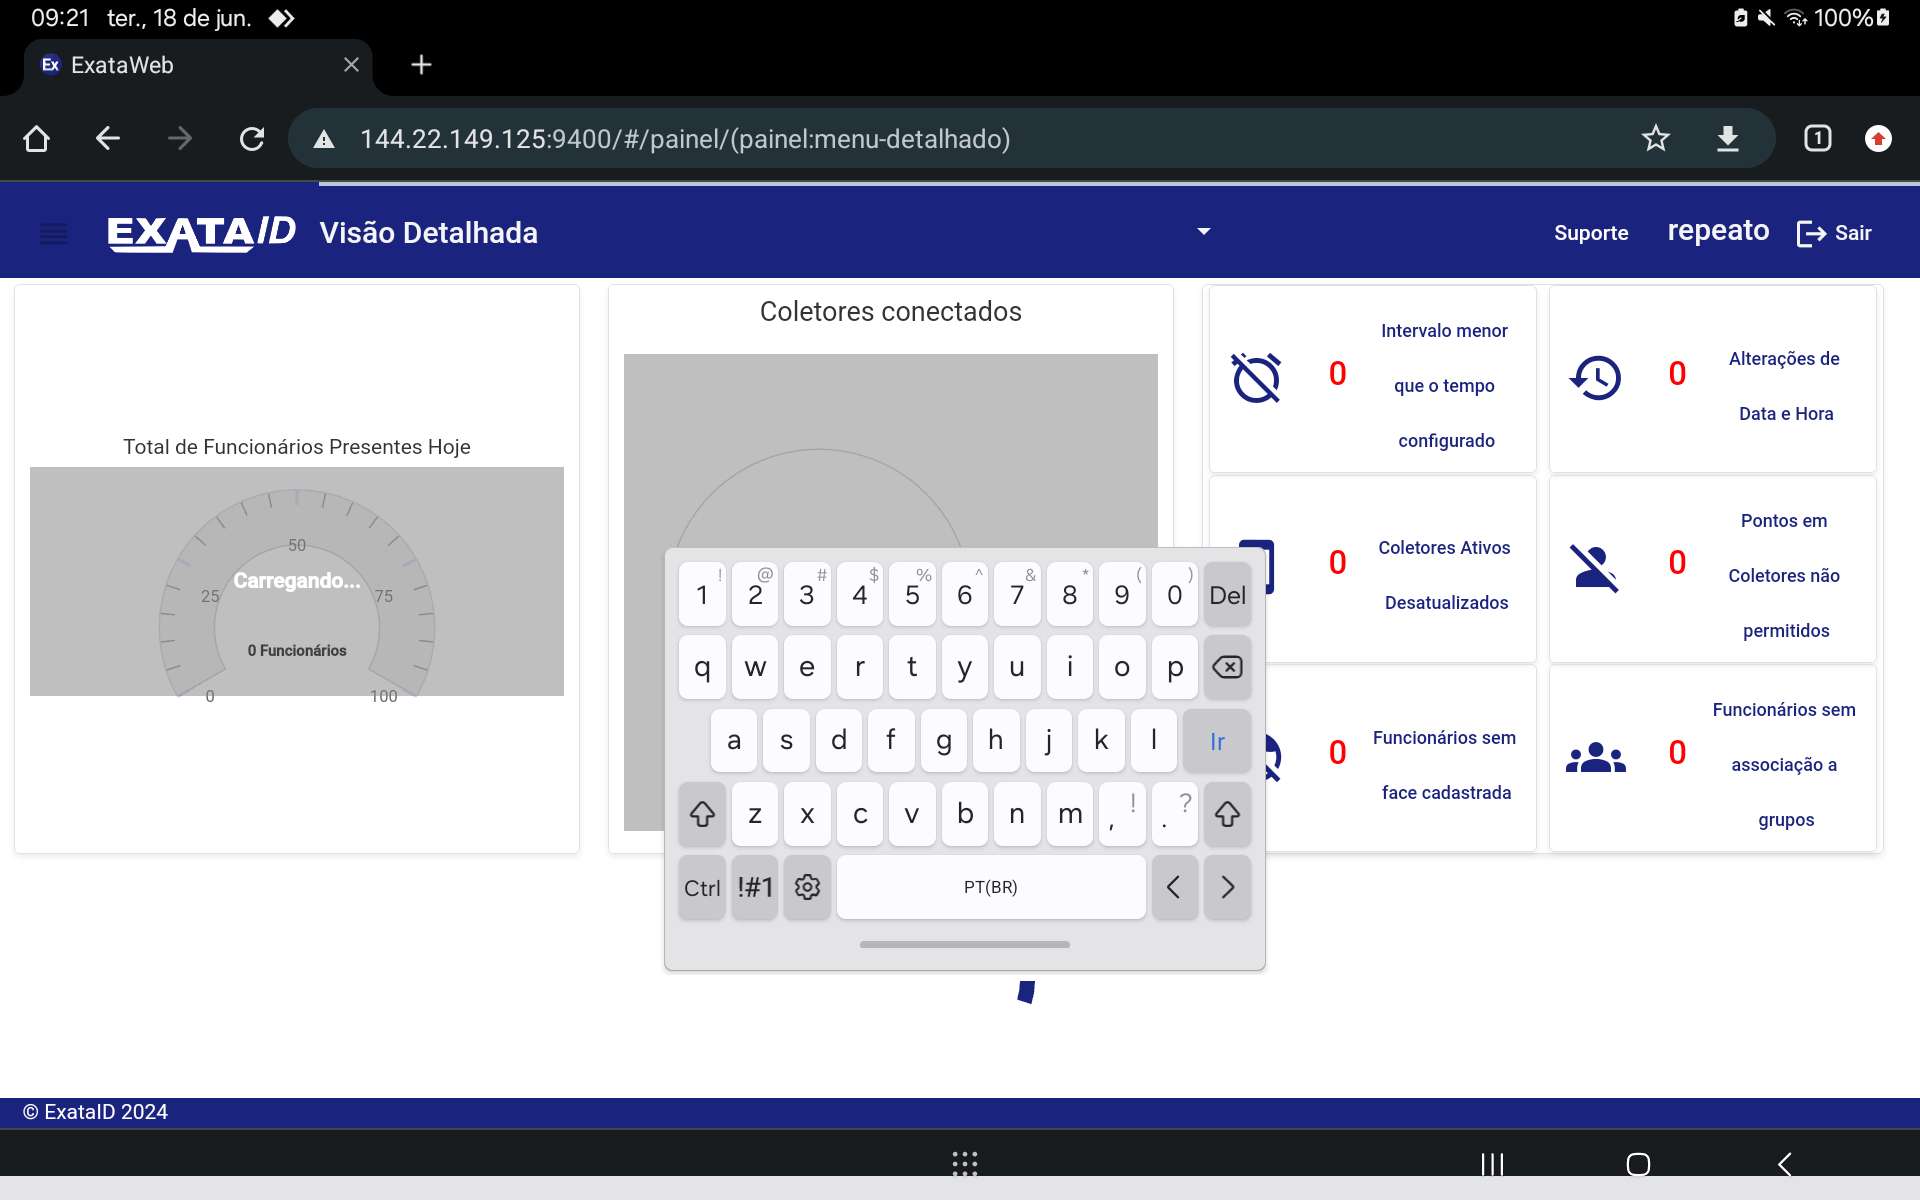 09:21 ter., 18 de jun.
100%
Ex ExataWeb
144.22.149.125:9400/#/painel/(painel:menu-detalhado)
1
EXATAID Visão Detalhada
Suporte repeato Sair
Total de Funcionários Presentes Hoje
50
Carregando...
25 75
0 Funcionários
0 100
Coletores conectados
0 Intervalo menor
que o tempo
configurado
0 Alterações de
Data e Hora
0 Coletores Ativos
Desatualizados
0 Pontos em
Coletores não
permitidos
0 Funcionários sem
face cadastrada
0 Funcionários sem
associação a
grupos
! @ # $ % ^ & * ( )
1 2 3 4 5 6 7 8 9 0 Del
q w e r t y u i o p
a s d f g h j k l Ir
z x c v b n m , ! . ?
Ctrl !#1 PT(BR)
© ExataID 2024